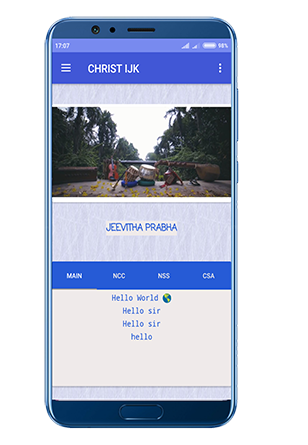 17:07
98%
CHRIST IJK
JEEVITHA PRABHA
MAIN NCC NSS CSA
Hello World 🌎
Hello sir
Hello sir
hello